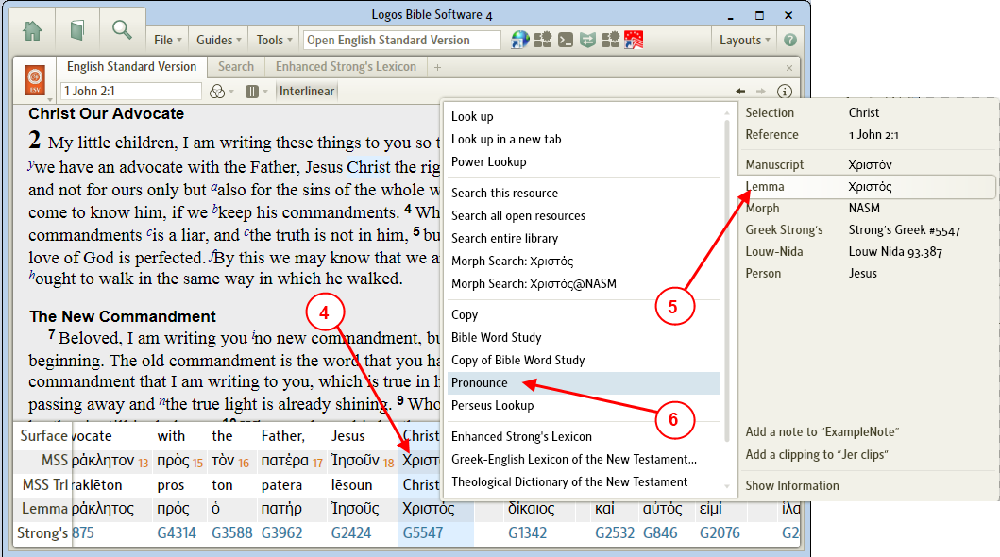 Logos Bible Software 4
File Guides Tools Open English Standard Version Layouts ?
ESV
English Standard Version Search Enhanced Strong's Lexicon +
1 John 2:1 Interlinear
Christ Our Advocate
2 My little children, I am writing these things to you so t
ywe have an advocate with the Father, Jesus Christ the rig
and not for ours only but aalso for the sins of the whole w
come to know him, if we bkeep his commandments. 4 Wh
commandments cis a liar, and cthe truth is not in him, 5 bu
love of God is perfected. fBy this we may know that we a
hought to walk in the same way in which he walked.
The New Commandment
7 Beloved, I am writing you ino new commandment, bu
beginning. The old commandment is the word that you ha
commandment that I am writing to you, which is true in h
passing away and nthe true light is already shining. 9 Who
Surface vocate with the Father, Jesus Christ
MSS ράκλητον 13 πρὸς 15 τὸν 16 πατέρα 17 Ἰησοῦν 18 Χριστ
MSS Trl raklēton pros ton patera Iēsoun Christ
Lemma ράκλητος πρός ὁ πατήρ Ἰησοῦς Χριστός δίκαιος καί αὐτός εἰμί ἱλα
Strong's 875 G4314 G3588 G3962 G2424 G5547 G1342 G2532 G846 G2076 G2
Look up
Look up in a new tab
Power Lookup
Search this resource
Search all open resources
Search entire library
Morph Search: Χριστός
Morph Search: Χριστός@NASM
Copy
Bible Word Study
Copy of Bible Word Study
Pronounce
Perseus Lookup
Enhanced Strong's Lexicon
Greek-English Lexicon of the New Testament...
Theological Dictionary of the New Testament
Selection Christ
Reference 1 John 2:1
Manuscript Χριστὸν
Lemma Χριστός
Morph NASM
Greek Strong's Strong's Greek #5547
Louw-Nida Louw Nida 93.387
Person Jesus
Add a note to “ExampleNote”
Add a clipping to “Jer clips”
Show Information
4
5
6